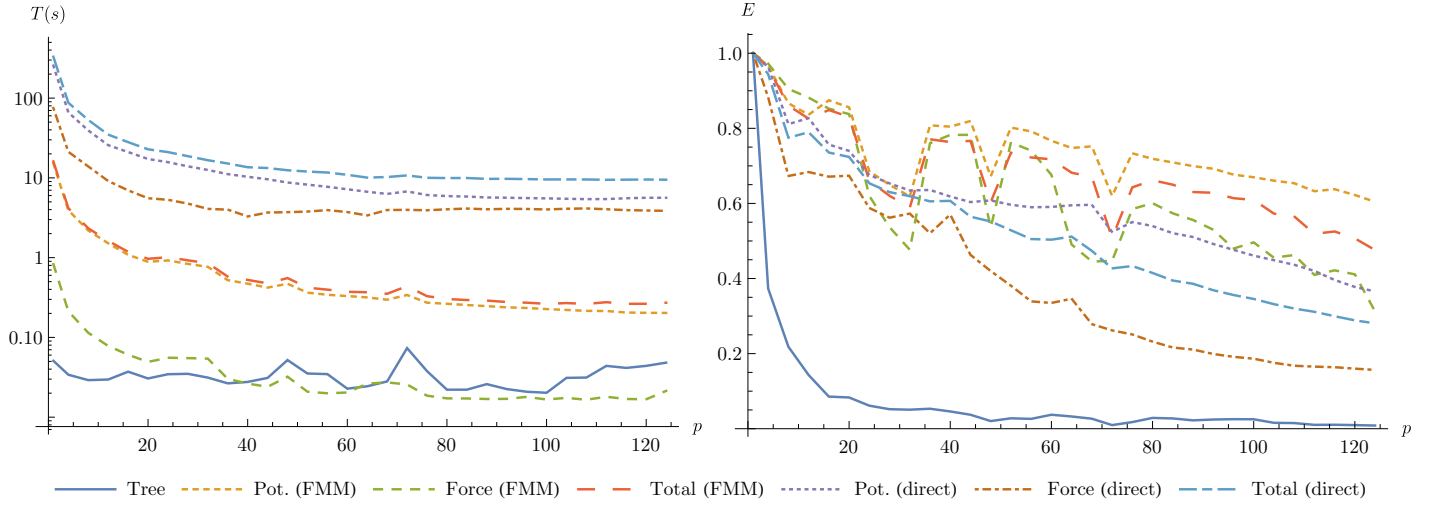 T(s)
100
10
1
0.10
20 40 60 80 100 120 p
E
1.0
0.8
0.6
0.4
0.2
20 40 60 80 100 120 p
Tree Pot. (FMM) Force (FMM) Total (FMM) Pot. (direct) Force (direct) Total (direct)